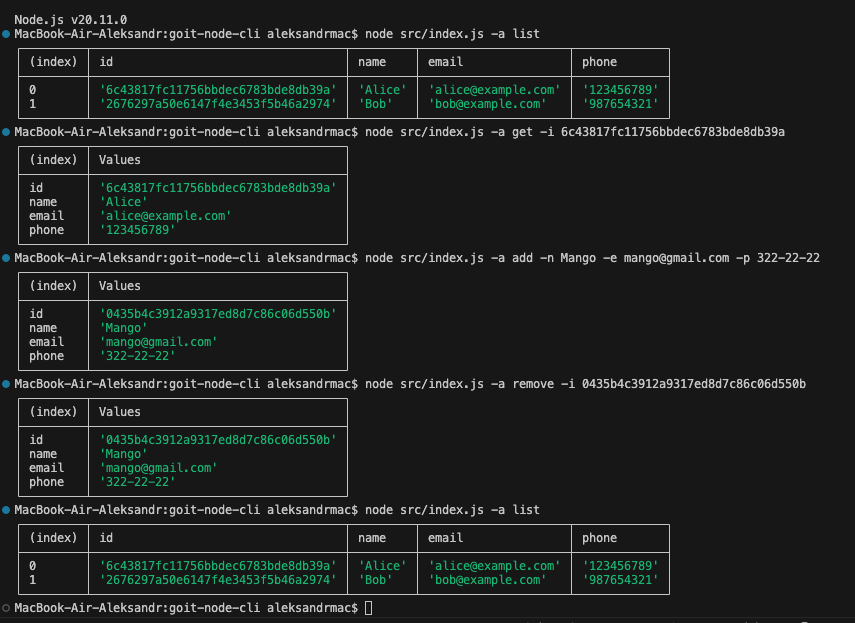 Node.js v20.11.0
MacBook-Air-Aleksandr:goit-node-cli aleksandrmac$ node src/index.js -a list
(index) id name email phone
0 '6c43817fc11756bbdec6783bde8db39a' 'Alice' 'alice@example.com' '123456789'
1 '2676297a50e6147f4e3453f5b46a2974' 'Bob' 'bob@example.com' '987654321'
MacBook-Air-Aleksandr:goit-node-cli aleksandrmac$ node src/index.js -a get -i 6c43817fc11756bbdec6783bde8db39a
(index) Values
id '6c43817fc11756bbdec6783bde8db39a'
name 'Alice'
email 'alice@example.com'
phone '123456789'
MacBook-Air-Aleksandr:goit-node-cli aleksandrmac$ node src/index.js -a add -n Mango -e mango@gmail.com -p 322-22-22
(index) Values
id '0435b4c3912a9317ed8d7c86c06d550b'
name 'Mango'
email 'mango@gmail.com'
phone '322-22-22'
MacBook-Air-Aleksandr:goit-node-cli aleksandrmac$ node src/index.js -a remove -i 0435b4c3912a9317ed8d7c86c06d550b
(index) Values
id '0435b4c3912a9317ed8d7c86c06d550b'
name 'Mango'
email 'mango@gmail.com'
phone '322-22-22'
MacBook-Air-Aleksandr:goit-node-cli aleksandrmac$ node src/index.js -a list
(index) id name email phone
0 '6c43817fc11756bbdec6783bde8db39a' 'Alice' 'alice@example.com' '123456789'
1 '2676297a50e6147f4e3453f5b46a2974' 'Bob' 'bob@example.com' '987654321'
MacBook-Air-Aleksandr:goit-node-cli aleksandrmac$